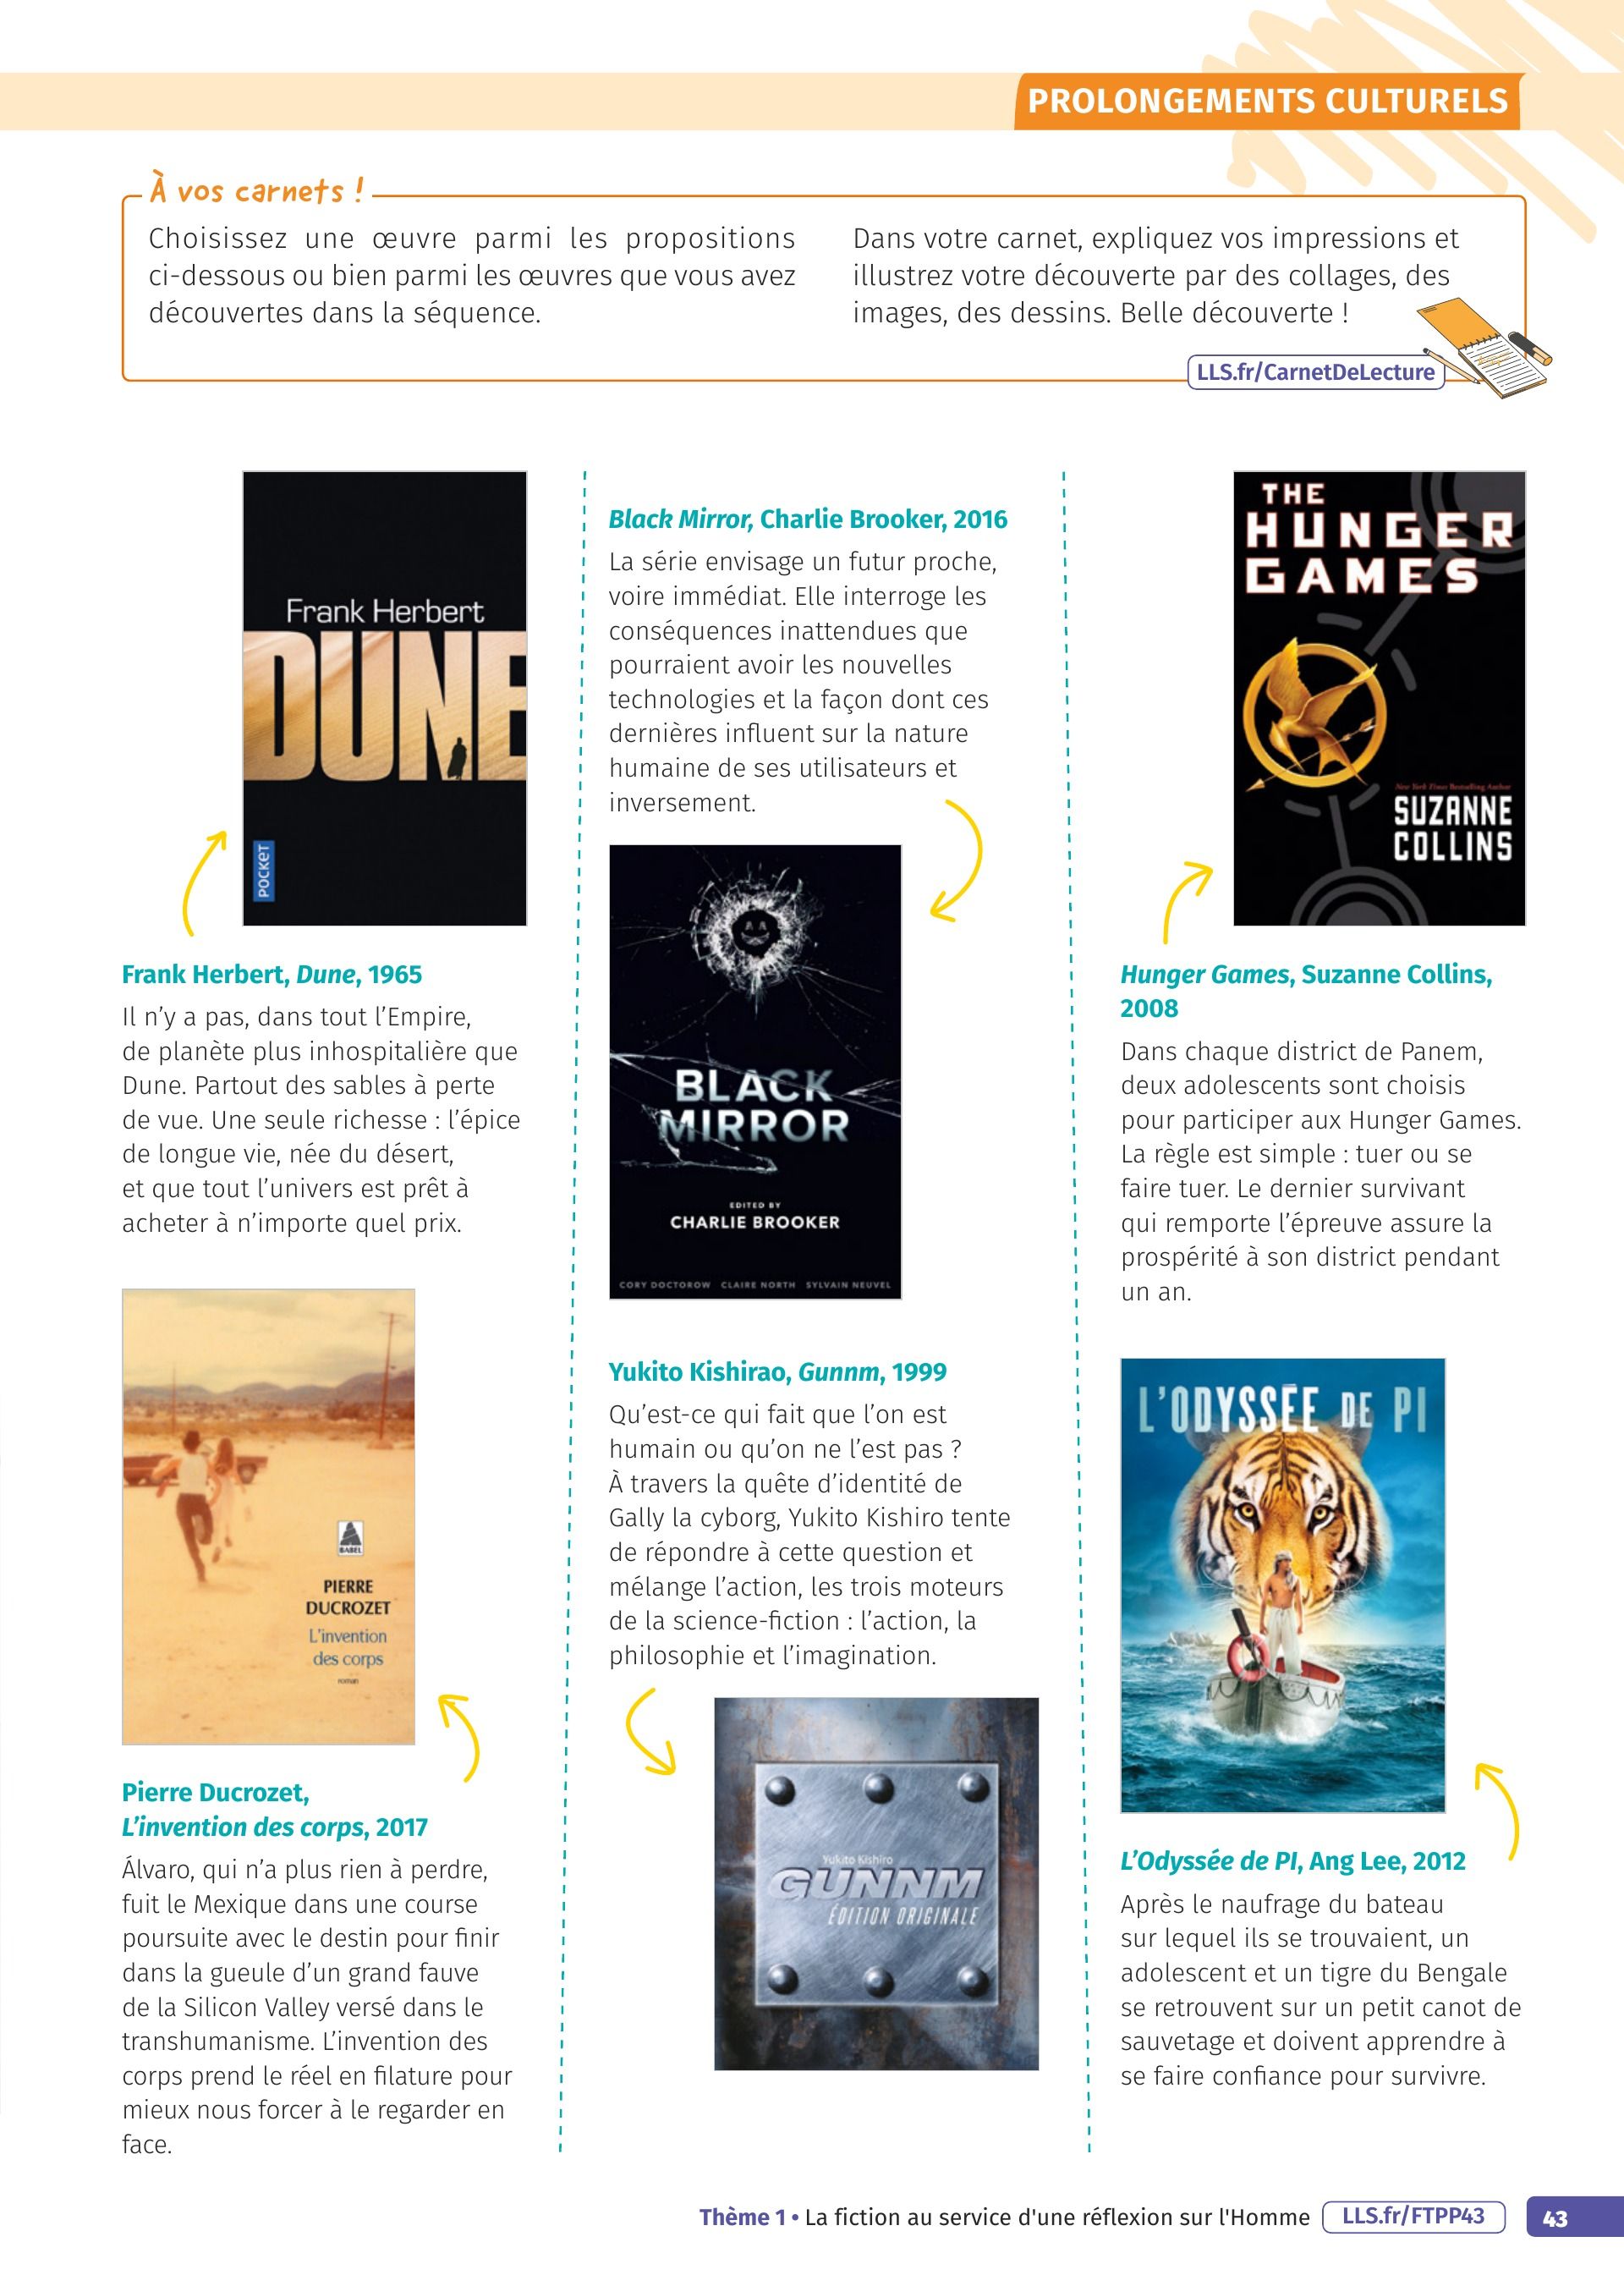 PROLONGEMENTS CULTURELS
À vos carnets !
Choisissez une œuvre parmi les propositions
ci-dessous ou bien parmi les œuvres que vous avez
découvertes dans la séquence.
Dans votre carnet, expliquez vos impressions et
illustrez votre découverte par des collages, des
images, des dessins. Belle découverte !
LLS.fr/CarnetDeLecture
Frank Herbert
DUNE
POCKET
Frank Herbert, Dune, 1965
Il n’y a pas, dans tout l’Empire,
de planète plus inhospitalière que
Dune. Partout des sables à perte
de vue. Une seule richesse : l’épice
de longue vie, née du désert,
et que tout l’univers est prêt à
acheter à n’importe quel prix.
BABEL
PIERRE
DUCROZET
L'invention
des corps
roman
Pierre Ducrozet,
L’invention des corps, 2017
Álvaro, qui n’a plus rien à perdre,
fuit le Mexique dans une course
poursuite avec le destin pour finir
dans la gueule d’un grand fauve
de la Silicon Valley versé dans le
transhumanisme. L’invention des
corps prend le réel en filature pour
mieux nous forcer à le regarder en
face.
Black Mirror, Charlie Brooker, 2016
La série envisage un futur proche,
voire immédiat. Elle interroge les
conséquences inattendues que
pourraient avoir les nouvelles
technologies et la façon dont ces
dernières influent sur la nature
humaine de ses utilisateurs et
inversement.
BLACK
MIRROR
EDITED BY
CHARLIE BROOKER
CORY DOCTOROW CLAIRE NORTH SYLVAIN NEUVEL
Yukito Kishirao, Gunnm, 1999
Qu’est-ce qui fait que l’on est
humain ou qu’on ne l’est pas ?
À travers la quête d’identité de
Gally la cyborg, Yukito Kishiro tente
de répondre à cette question et
mélange l’action, les trois moteurs
de la science-fiction : l’action, la
philosophie et l’imagination.
Yukito Kishiro
GUNNM
ÉDITION ORIGINALE
THE
HUNGER
GAMES
New York Times Bestselling Author
SUZANNE
COLLINS
Hunger Games, Suzanne Collins,
2008
Dans chaque district de Panem,
deux adolescents sont choisis
pour participer aux Hunger Games.
La règle est simple : tuer ou se
faire tuer. Le dernier survivant
qui remporte l’épreuve assure la
prospérité à son district pendant
un an.
L'ODYSSÉE DE PI
L’Odyssée de PI, Ang Lee, 2012
Après le naufrage du bateau
sur lequel ils se trouvaient, un
adolescent et un tigre du Bengale
se retrouvent sur un petit canot de
sauvetage et doivent apprendre à
se faire confiance pour survivre.
Thème 1 • La fiction au service d'une réflexion sur l'Homme LLS.fr/FTPP43 43